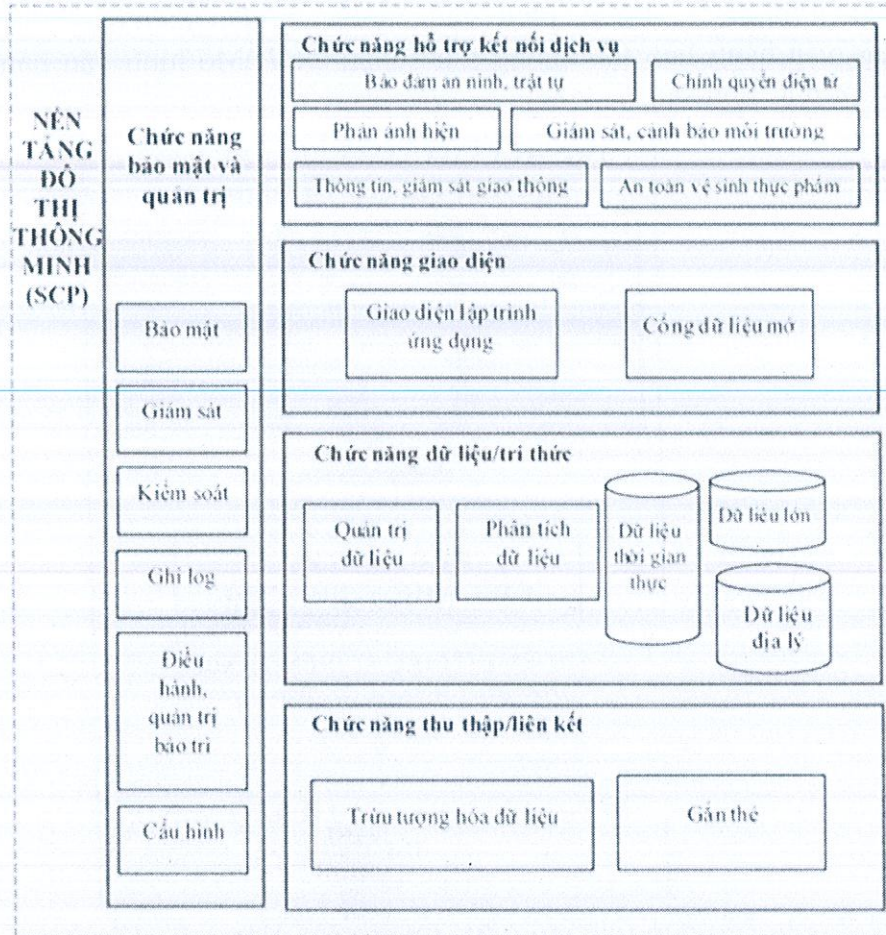 NỀN
TẢNG
ĐÔ
THỊ
THÔNG
MINH
(SCP)
Chức năng
bảo mật và
quản trị
Bảo mật
Giám sát
Kiểm soát
Ghi log
Điều
hành,
quản trị
bảo trì
Cấu hình
Chức năng hỗ trợ kết nối dịch vụ
Bảo đảm an ninh, trật tự
Chính quyền điện tử
Phản ánh hiện
Giám sát, cảnh báo môi trường
Thông tin, giám sát giao thông
An toàn vệ sinh thực phẩm
Chức năng giao diện
Giao diện lập trình
ứng dụng
Cổng dữ liệu mở
Chức năng dữ liệu/tri thức
Quản trị
dữ liệu
Phân tích
dữ liệu
Dữ liệu
thời gian
thực
Dữ liệu lớn
Dữ liệu
địa lý
Chức năng thu thập/liên kết
Trừu tượng hóa dữ liệu
Gắn thẻ